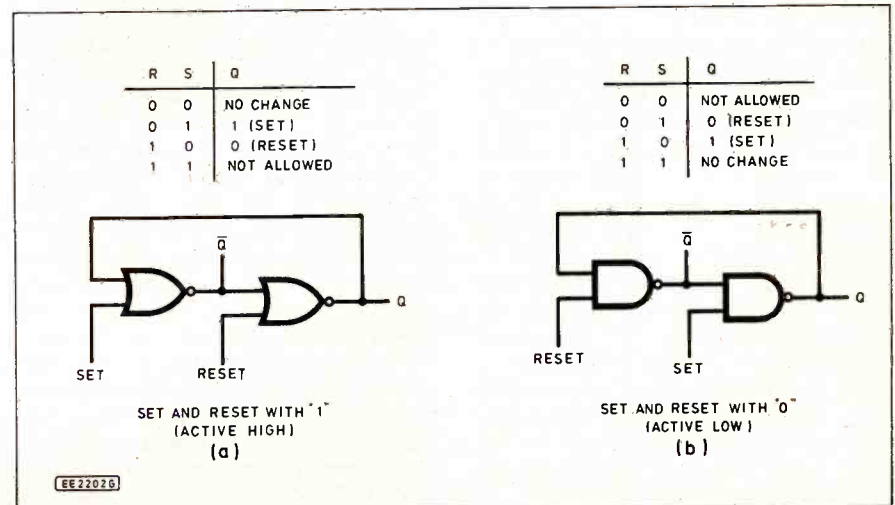 R S Q
0 0 NO CHANGE
0 1 1 (SET)
1 0 0 (RESET)
1 1 NOT ALLOWED
Q̅
Q
SET
RESET
SET AND RESET WITH "1"
(ACTIVE HIGH)
(a)
R S Q
0 0 NOT ALLOWED
0 1 0 (RESET)
1 0 1 (SET)
1 1 NO CHANGE
Q̅
Q
RESET
SET
SET AND RESET WITH "0"
(ACTIVE LOW)
(b)
EE2202G